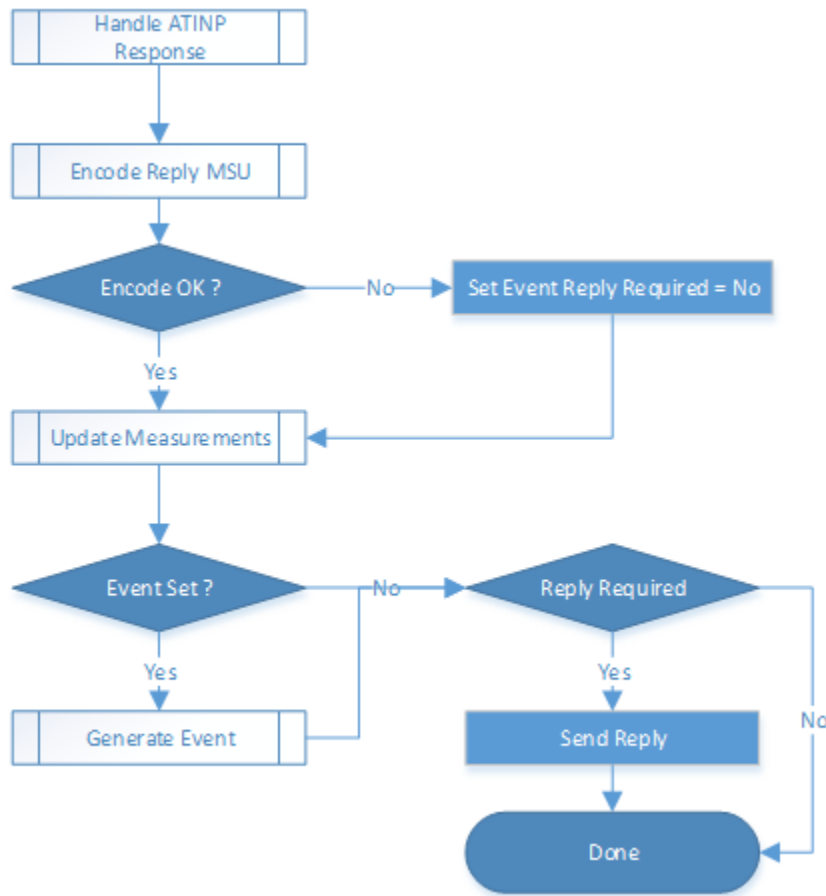 Handle ATINP
Response
Encode Reply MSU
Encode OK ?
No
Set Event Reply Required = No
Yes
Update Measurements
Event Set ?
No
Reply Required
Yes
Yes
No
Generate Event
Send Reply
Done